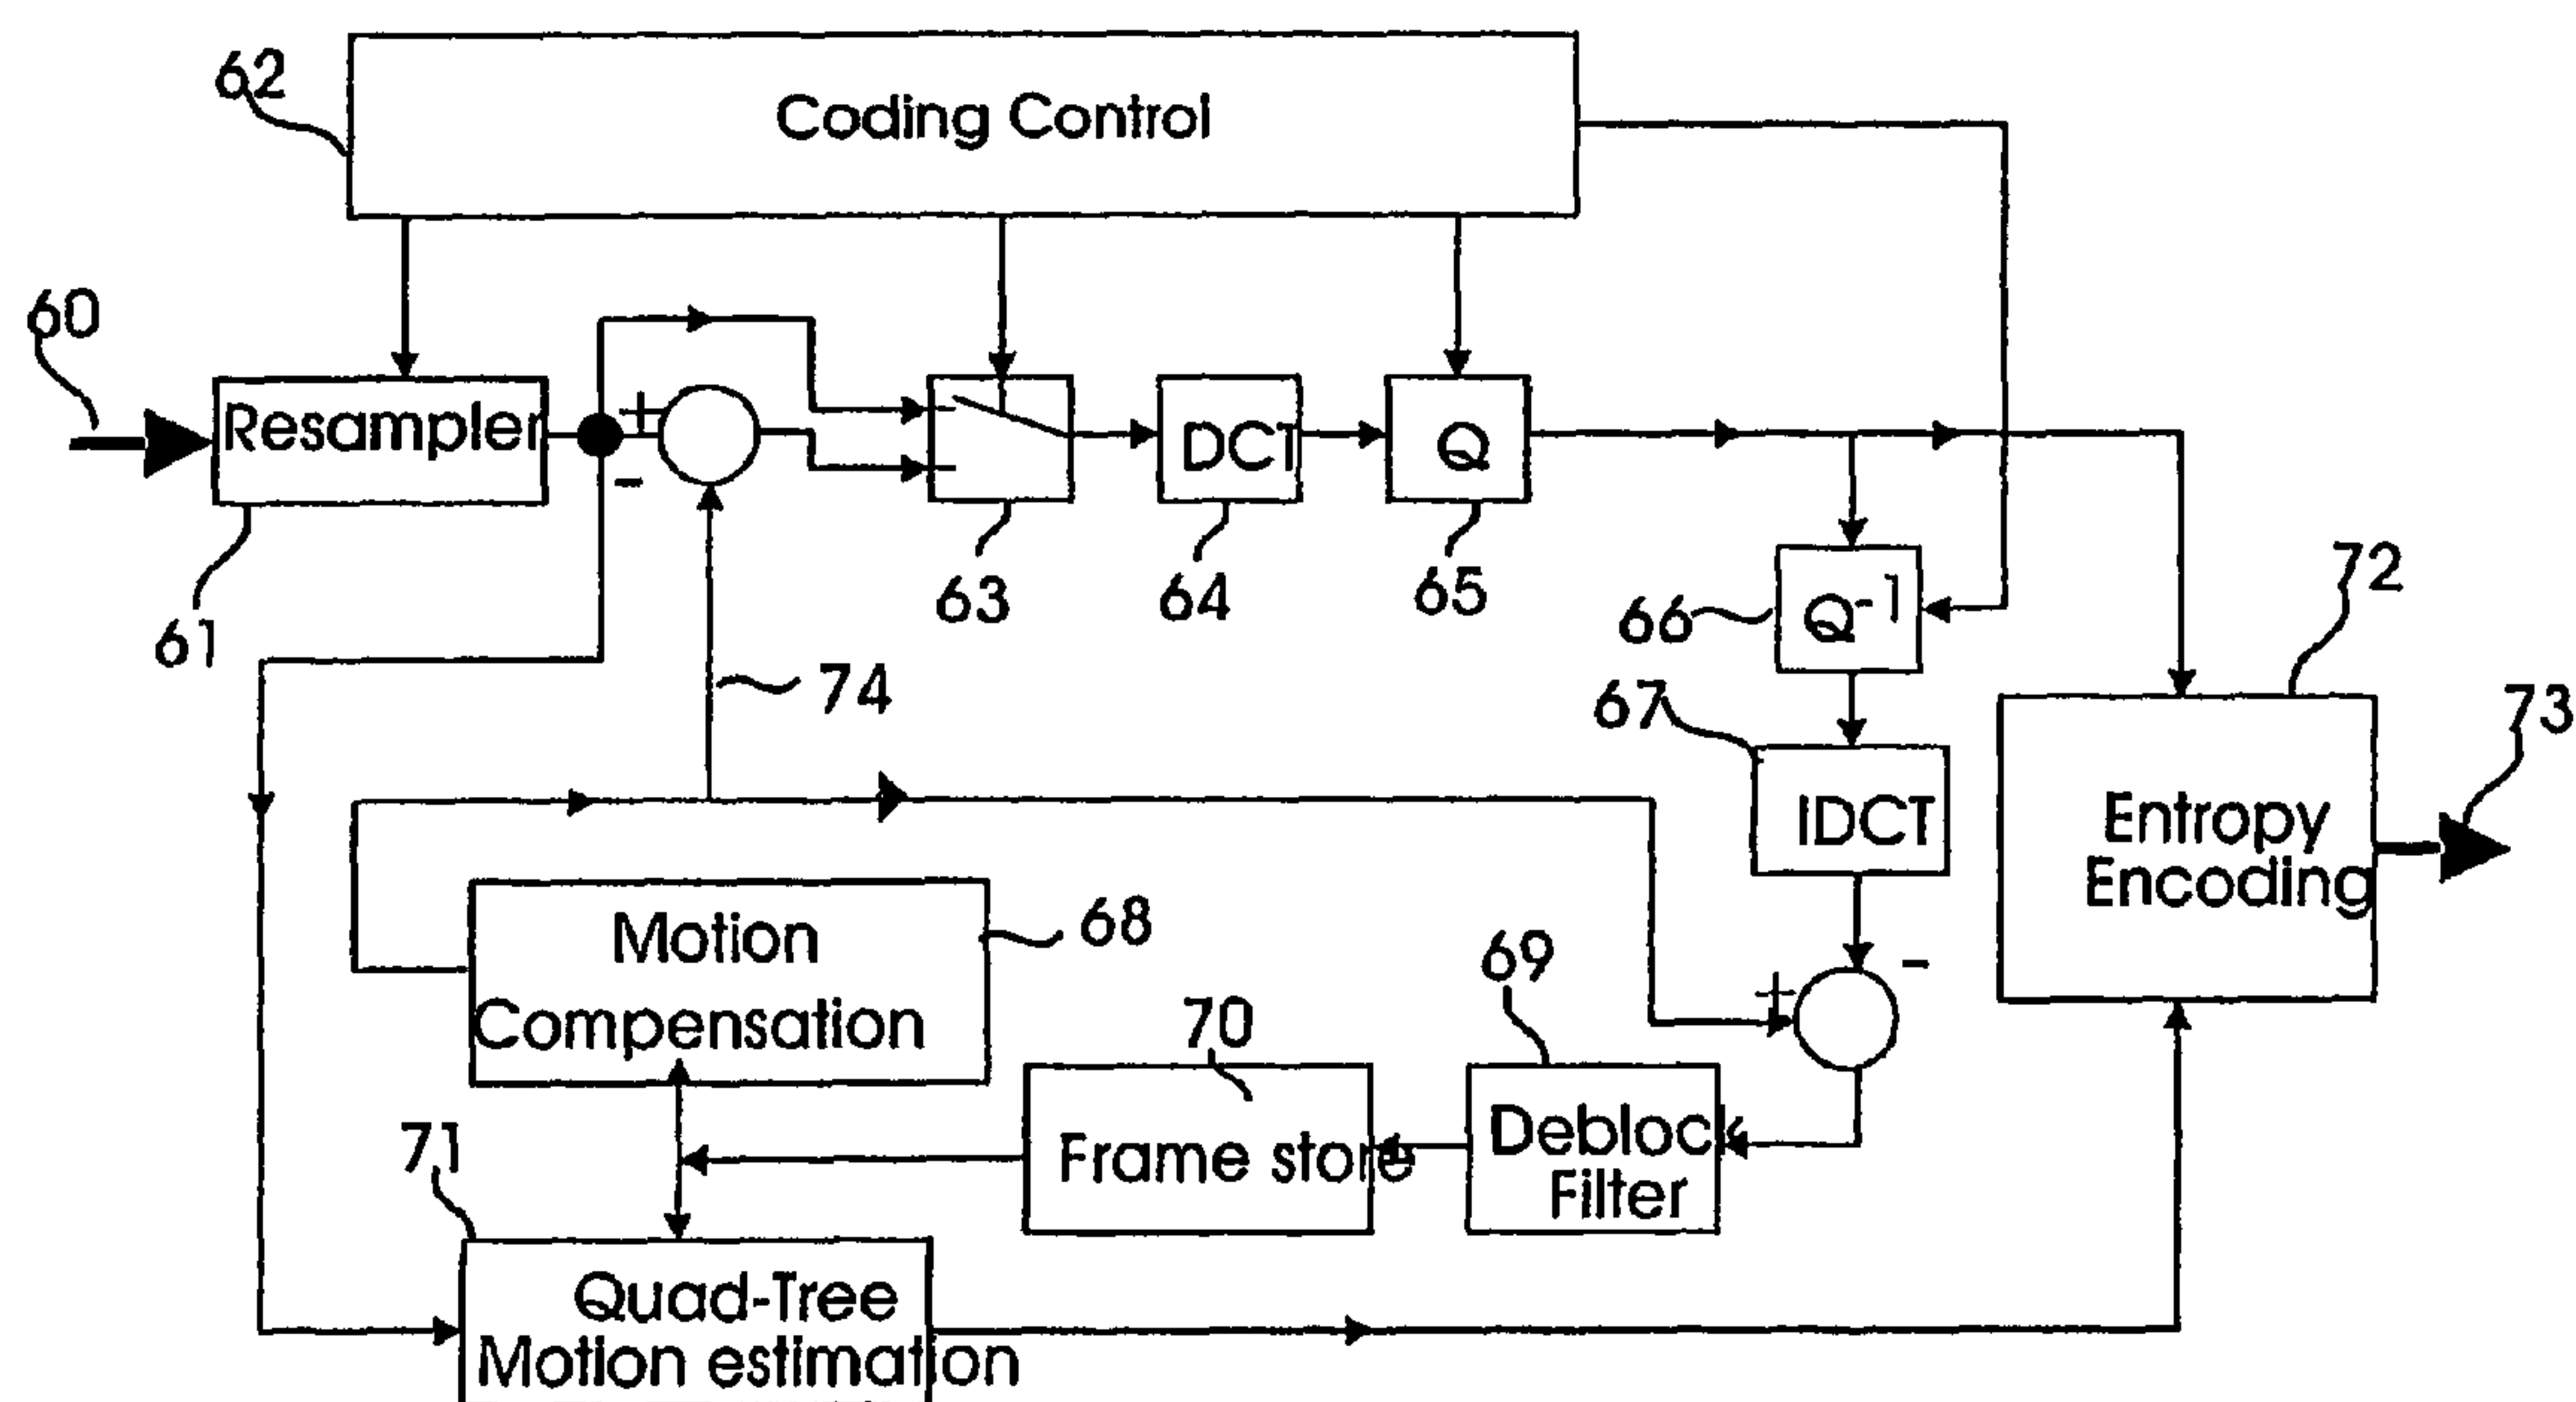 62
Coding Control
60
Resampler
+
-
DCT
Q
61
63
64
65
66
Q-1
72
74
67
73
IDCT
Entropy
Encoding
Motion
Compensation
68
+
-
69
70
Deblock
Filter
Frame store
71
Quad-Tree
Motion estimation